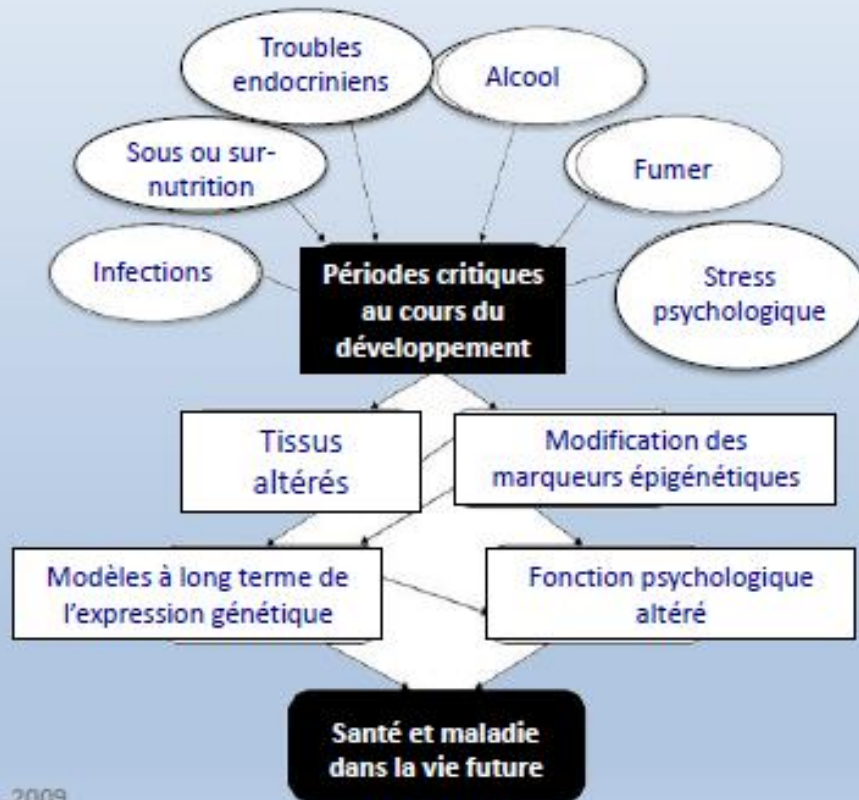 Troubles
endocriniens
Alcool
Sous ou sur-
nutrition
Fumer
Infections
Périodes critiques
au cours du
développement
Stress
psychologique
Tissus
altérés
Modification des
marqueurs épigénétiques
Modèles à long terme de
l'expression génétique
Fonction psychologique
altéré
Santé et maladie
dans la vie future
2009